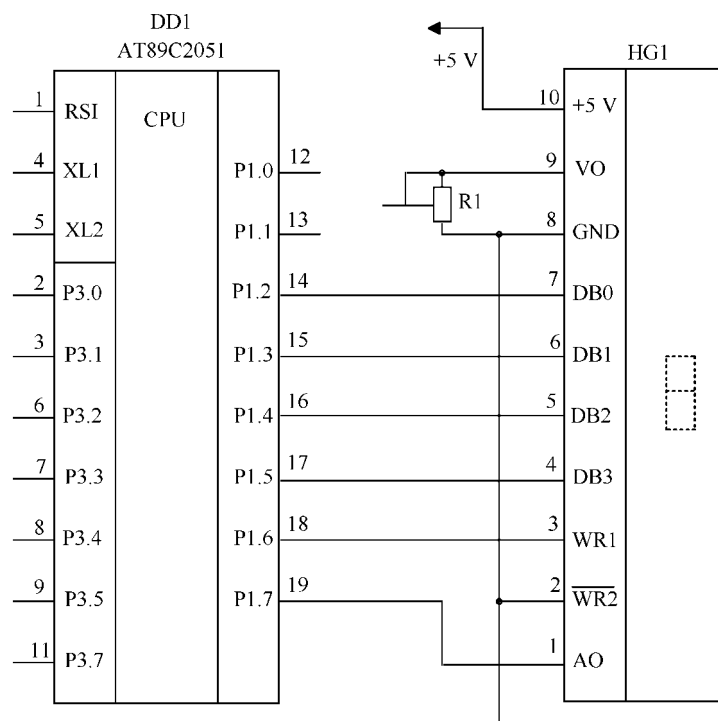 DD1
AT89C2051
HG1
+5 V
1 RSI
CPU
10 +5 V
4 XL1
P1.0 12
9 VO
R1
5 XL2
P1.1 13
8 GND
2 P3.0
P1.2 14
7 DB0
3 P3.1
P1.3 15
6 DB1
6 P3.2
P1.4 16
5 DB2
7 P3.3
P1.5 17
4 DB3
8 P3.4
P1.6 18
3 WR1
9 P3.5
P1.7 19
2 WR2
11 P3.7
1 AO